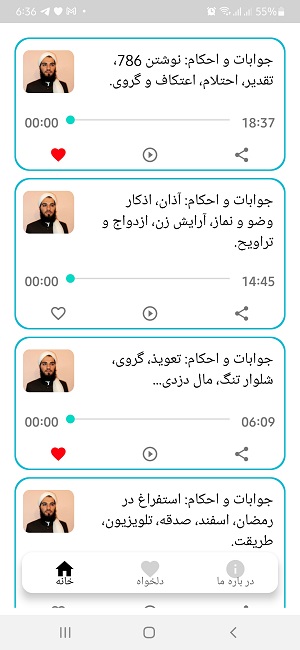 6:36
55%
جوابات و احکام: نوشتن 786،
تقدیر، احتلام، اعتکاف و گروی.
00:00 18:37
جوابات و احکام: آذان، اذکار
وضو و نماز، آرایش زن، ازدواج و
تراویح.
00:00 14:45
جوابات و احکام: تعویذ، گروی،
شلوار تنگ، مال دزدی...
00:00 06:09
جوابات و احکام: استفراغ در
رمضان، اسفند، صدقه، تلویزیون،
طریقت.
خانه دلخواه در باره ما